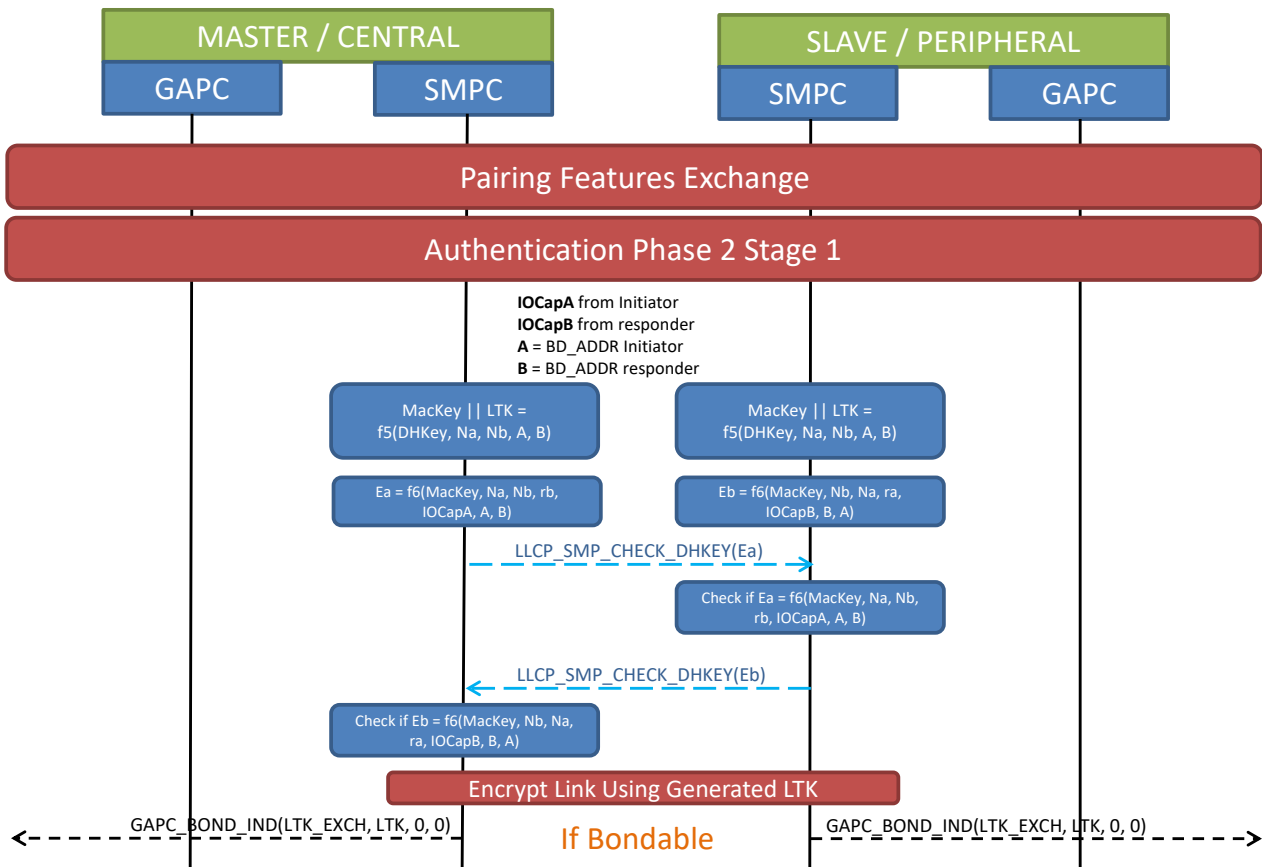 MASTER / CENTRAL
SLAVE / PERIPHERAL
GAPC
SMPC
SMPC
GAPC
Pairing Features Exchange
Authentication Phase 2 Stage 1
IOCapA from Initiator
IOCapB from responder
A = BD_ADDR Initiator
B = BD_ADDR responder
MacKey || LTK =
f5(DHKey, Na, Nb, A, B)
MacKey || LTK =
f5(DHKey, Na, Nb, A, B)
Ea = f6(MacKey, Na, Nb, rb,
IOCapA, A, B)
Eb = f6(MacKey, Nb, Na, ra,
IOCapB, B, A)
LLCP_SMP_CHECK_DHKEY(Ea)
Check if Ea = f6(MacKey, Na, Nb,
rb, IOCapA, A, B)
LLCP_SMP_CHECK_DHKEY(Eb)
Check if Eb = f6(MacKey, Nb, Na,
ra, IOCapB, B, A)
Encrypt Link Using Generated LTK
GAPC_BOND_IND(LTK_EXCH, LTK, 0, 0)
If Bondable
GAPC_BOND_IND(LTK_EXCH, LTK, 0, 0)